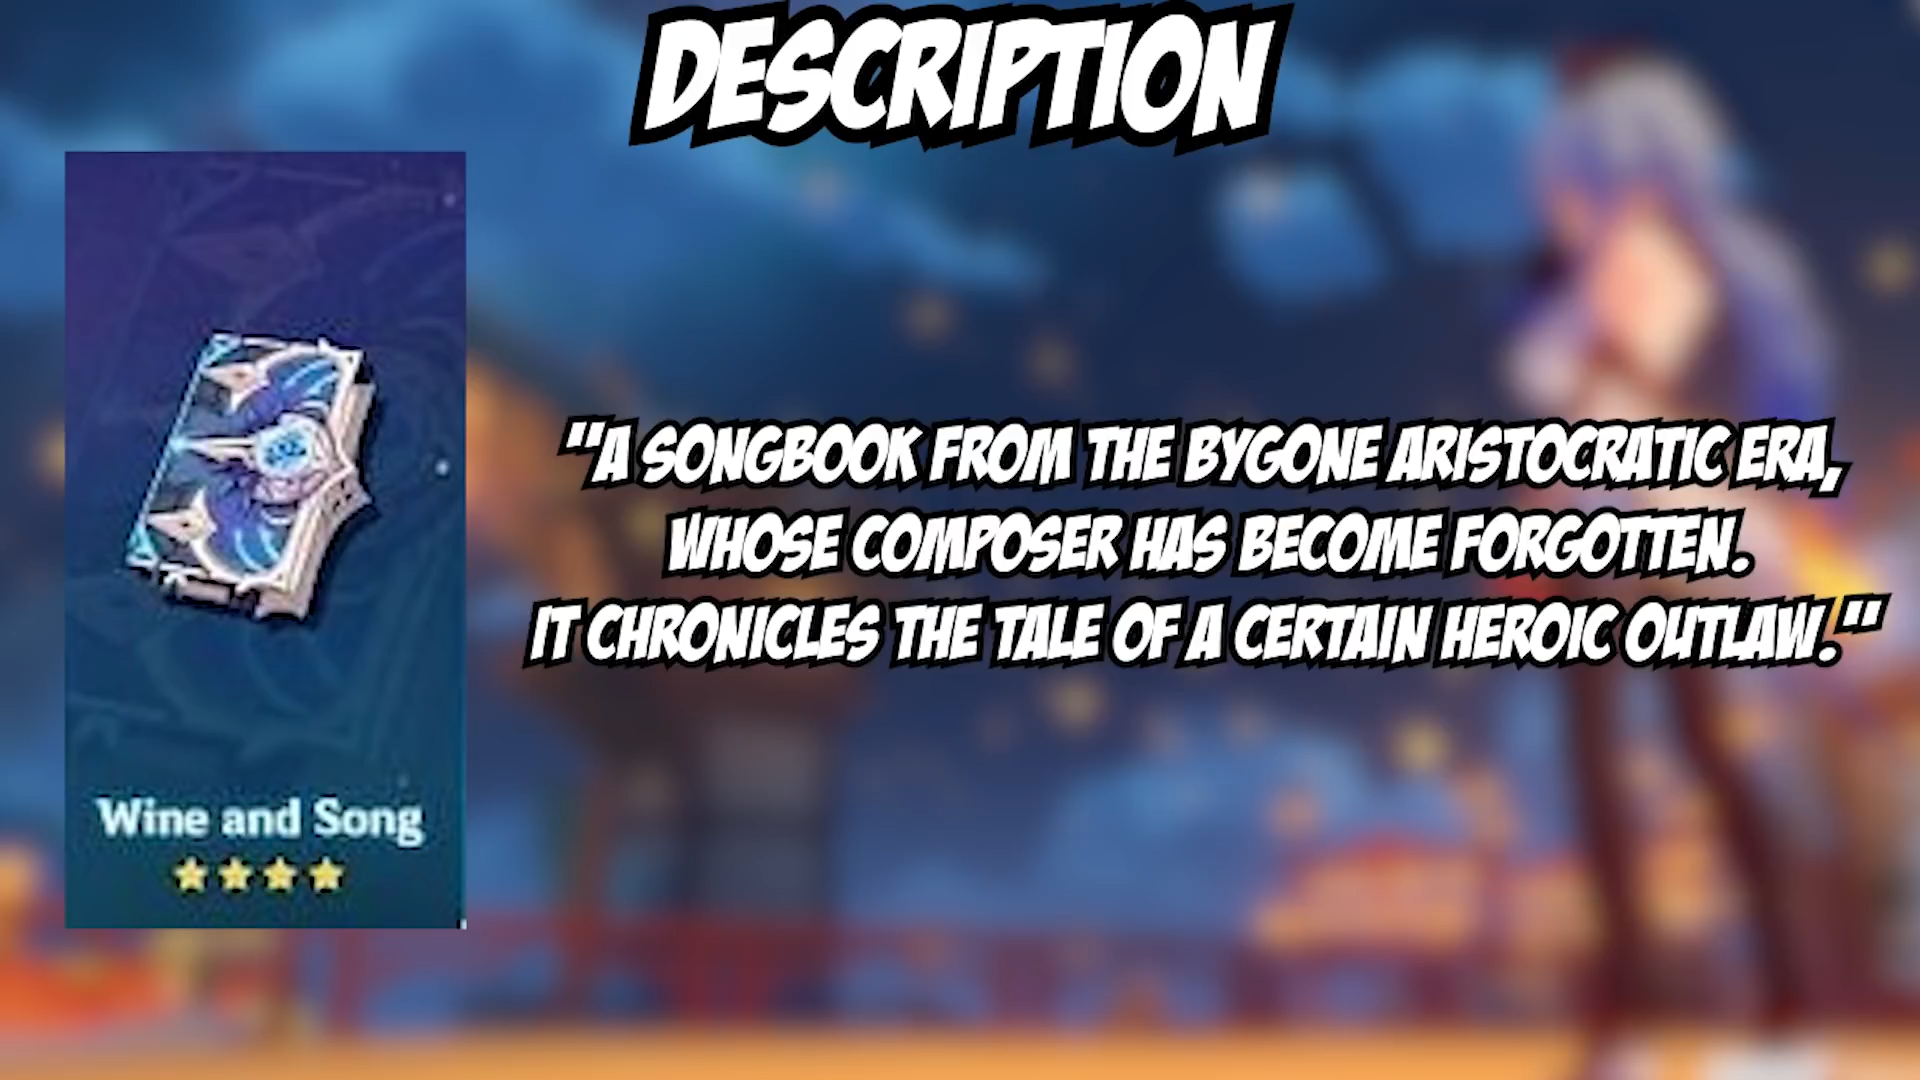 DESCRIPTION
"A SONGBOOK FROM THE BYGONE ARISTOCRATIC ERA,
WHOSE COMPOSER HAS BECOME FORGOTTEN.
IT CHRONICLES THE TALE OF A CERTAIN HEROIC OUTLAW."
Wine and Song